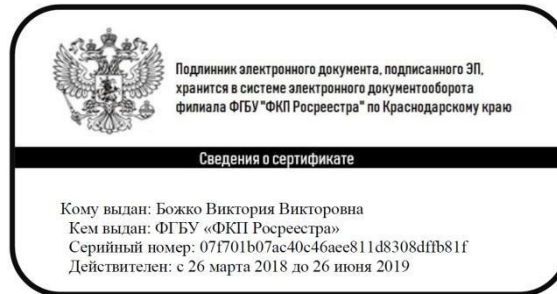 Подлинник электронного документа, подписанного ЭП,
хранится в системе электронного документооборота
филиала ФГБУ "ФКП Росреестра" по Краснодарскому краю
Сведения о сертификате
Кому выдан: Божко Виктория Викторовна
Кем выдан: ФГБУ «ФКП Росреестра»
Серийный номер: 07f701b07ac40c46aee811d8308dffb81f
Действителен: с 26 марта 2018 до 26 июня 2019